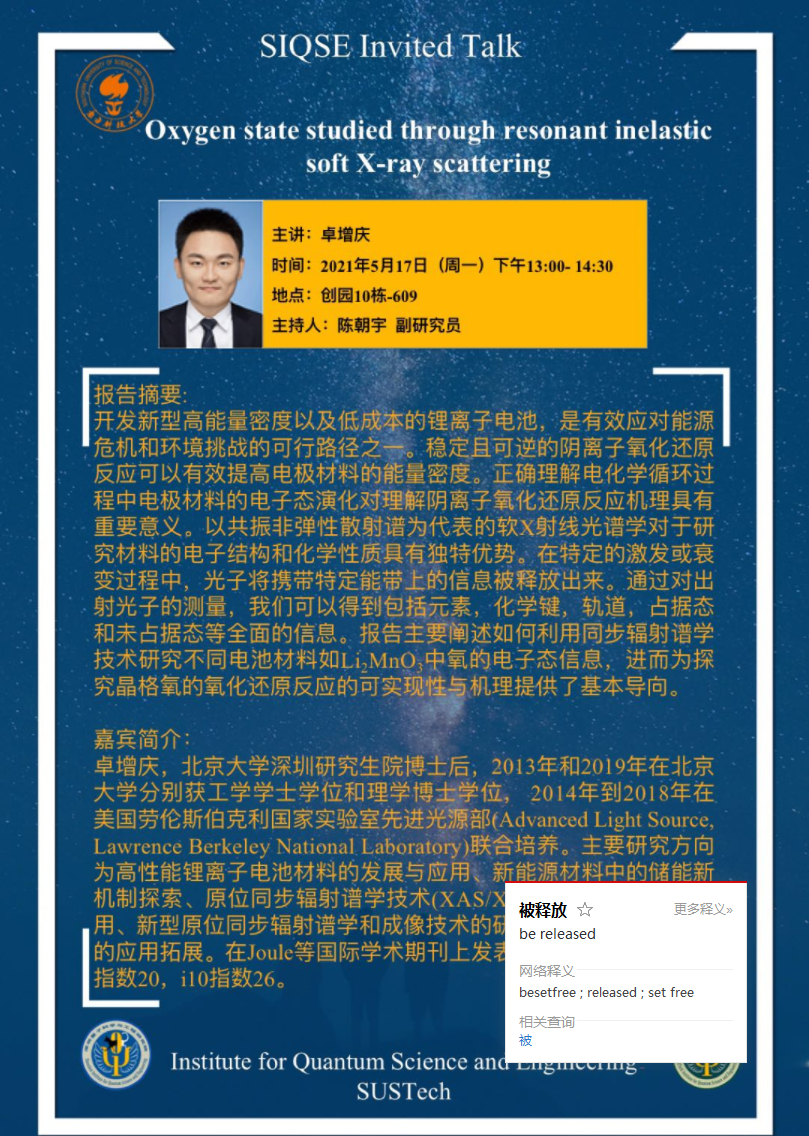 SIQSE Invited Talk
Oxygen state studied through resonant inelastic
soft X-ray scattering
主讲：卓增庆
时间：2021年5月17日（周一）下午13:00- 14:30
地点：创园10栋-609
主持人：陈朝宇 副研究员
报告摘要:
开发新型高能量密度以及低成本的锂离子电池，是有效应对能源
危机和环境挑战的可行路径之一。稳定且可逆的阴离子氧化还原
反应可以有效提高电极材料的能量密度。正确理解电化学循环过
程中电极材料的电子态演化对理解阴离子氧化还原反应机理具有
重要意义。以共振非弹性散射谱为代表的软X射线光谱学对于研
究材料的电子结构和化学性质具有独特优势。在特定的激发或衰
变过程中，光子将携带特定能带上的信息被释放出来。通过对出
射光子的测量，我们可以得到包括元素，化学键，轨道，占据态
和未占据态等全面的信息。报告主要阐述如何利用同步辐射谱学
技术研究不同电池材料如Li₂MnO₃中氧的电子态信息，进而为探
究晶格氧的氧化还原反应的可实现性与机理提供了基本导向。
嘉宾简介：
卓增庆，北京大学深圳研究生院博士后，2013年和2019年在北京
大学分别获工学学士学位和理学博士学位， 2014年到2018年在
美国劳伦斯伯克利国家实验室先进光源部(Advanced Light Source,
Lawrence Berkeley National Laboratory)联合培养。主要研究方向
为高性能锂离子电池材料的发展与应用、新能源材料中的储能新
机制探索、原位同步辐射谱学技术(XAS/X
用、新型原位同步辐射谱学和成像技术的研
的应用拓展。在Joule等国际学术期刊上发表
指数20，i10指数26。
被释放 ☆ 更多释义»
be released
网络释义
besetfree ; released ; set free
相关查询
被
Institute for Quantum Science and Engineering
SUSTech